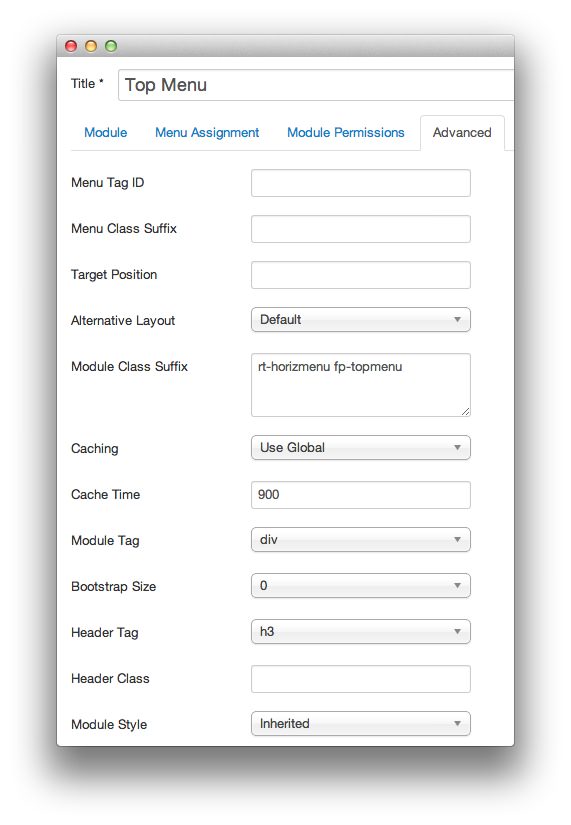 Title * Top Menu
Module Menu Assignment Module Permissions Advanced
Menu Tag ID
Menu Class Suffix
Target Position
Alternative Layout Default
Module Class Suffix rt-horizmenu fp-topmenu
Caching Use Global
Cache Time 900
Module Tag div
Bootstrap Size 0
Header Tag h3
Header Class
Module Style Inherited